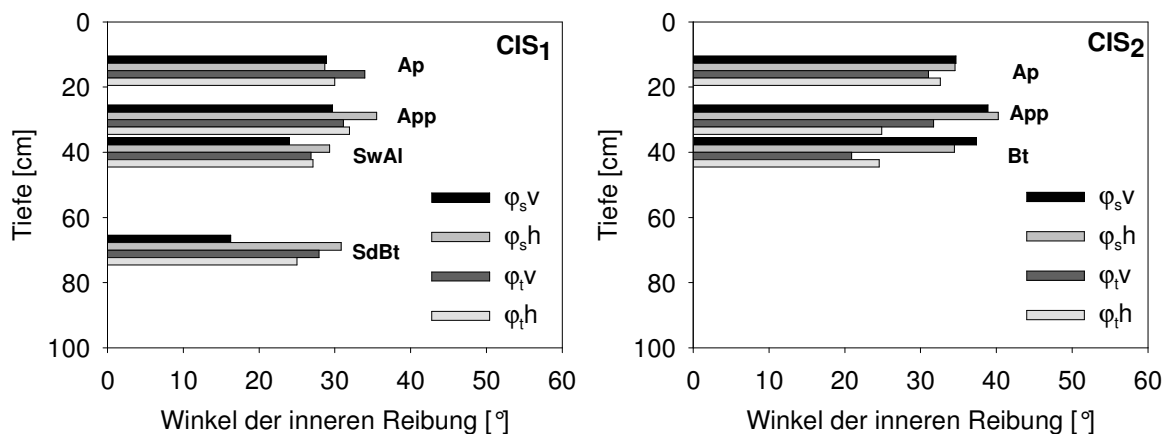 0
20
40
60
80
100
Tiefe [cm]
CIS1
Ap
App
SwAl
SdBt
φsv
φsh
φtv
φth
0 10 20 30 40 50 60
Winkel der inneren Reibung [°]
0
20
40
60
80
100
Tiefe [cm]
CIS2
Ap
App
Bt
φsv
φsh
φtv
φth
0 10 20 30 40 50 60
Winkel der inneren Reibung [°]